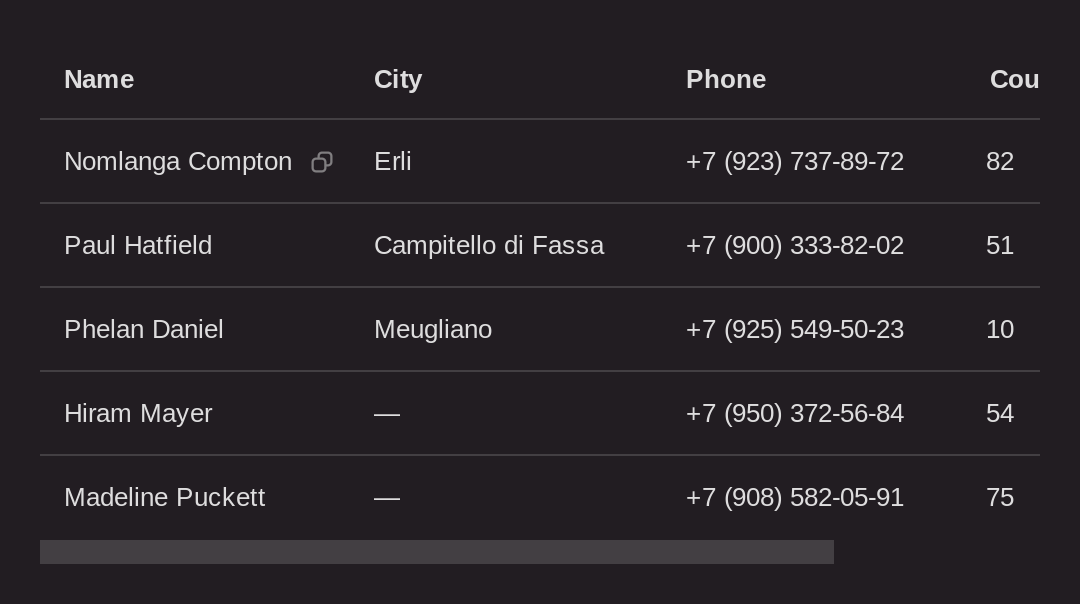 Name City Phone Cou
Nomlanga Compton Erli +7 (923) 737-89-72 82
Paul Hatfield Campitello di Fassa +7 (900) 333-82-02 51
Phelan Daniel Meugliano +7 (925) 549-50-23 10
Hiram Mayer — +7 (950) 372-56-84 54
Madeline Puckett — +7 (908) 582-05-91 75